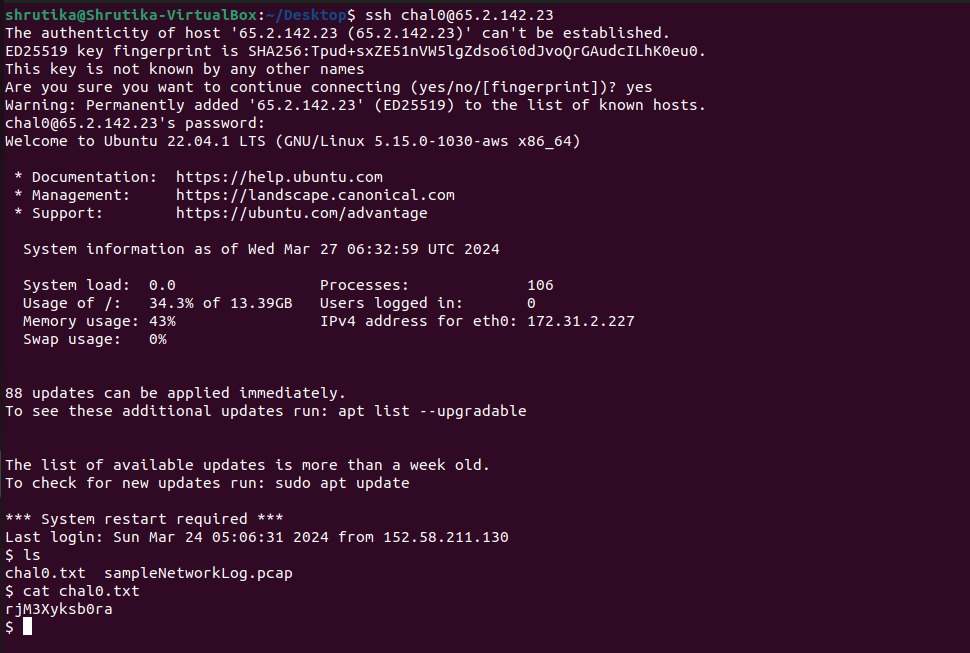 shrutika@Shrutika-VirtualBox:~/Desktop$ ssh chal0@65.2.142.23
The authenticity of host '65.2.142.23 (65.2.142.23)' can't be established.
ED25519 key fingerprint is SHA256:Tpud+sxZE51nVW5lgZdso6i0dJvoQrGAudcILhK0eu0.
This key is not known by any other names
Are you sure you want to continue connecting (yes/no/[fingerprint])? yes
Warning: Permanently added '65.2.142.23' (ED25519) to the list of known hosts.
chal0@65.2.142.23's password:
Welcome to Ubuntu 22.04.1 LTS (GNU/Linux 5.15.0-1030-aws x86_64)
* Documentation:  https://help.ubuntu.com
* Management:     https://landscape.canonical.com
* Support:        https://ubuntu.com/advantage
System information as of Wed Mar 27 06:32:59 UTC 2024
System load:  0.0                Processes:             106
Usage of /:   34.3% of 13.39GB   Users logged in:       0
Memory usage: 43%                IPv4 address for eth0: 172.31.2.227
Swap usage:   0%
88 updates can be applied immediately.
To see these additional updates run: apt list --upgradable
The list of available updates is more than a week old.
To check for new updates run: sudo apt update
*** System restart required ***
Last login: Sun Mar 24 05:06:31 2024 from 152.58.211.130
$ ls
chal0.txt  sampleNetworkLog.pcap
$ cat chal0.txt
rjM3Xyksb0ra
$